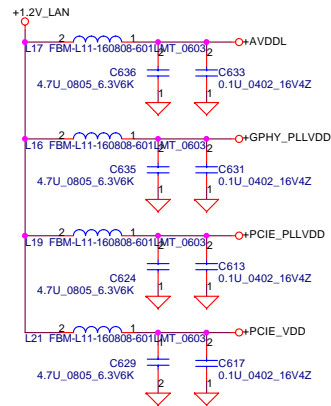 +1.2V_LAN
2 1 +AVDDL
L17 FBM-L11-160808-601LMT_0603
2 2
C636 C633
4.7U_0805_6.3V6K 0.1U_0402_16V4Z
1 1
2 1 +GPHY_PLLVDD
L16 FBM-L11-160808-601LMT_0603
2 2
C635 C631
4.7U_0805_6.3V6K 0.1U_0402_16V4Z
1 1
2 1 +PCIE_PLLVDD
L19 FBM-L11-160808-601LMT_0603
2 2
C624 C613
4.7U_0805_6.3V6K 0.1U_0402_16V4Z
1 1
2 1 +PCIE_VDD
L21 FBM-L11-160808-601LMT_0603
1 2
C629 C617
4.7U_0805_6.3V6K 0.1U_0402_16V4Z
2 1